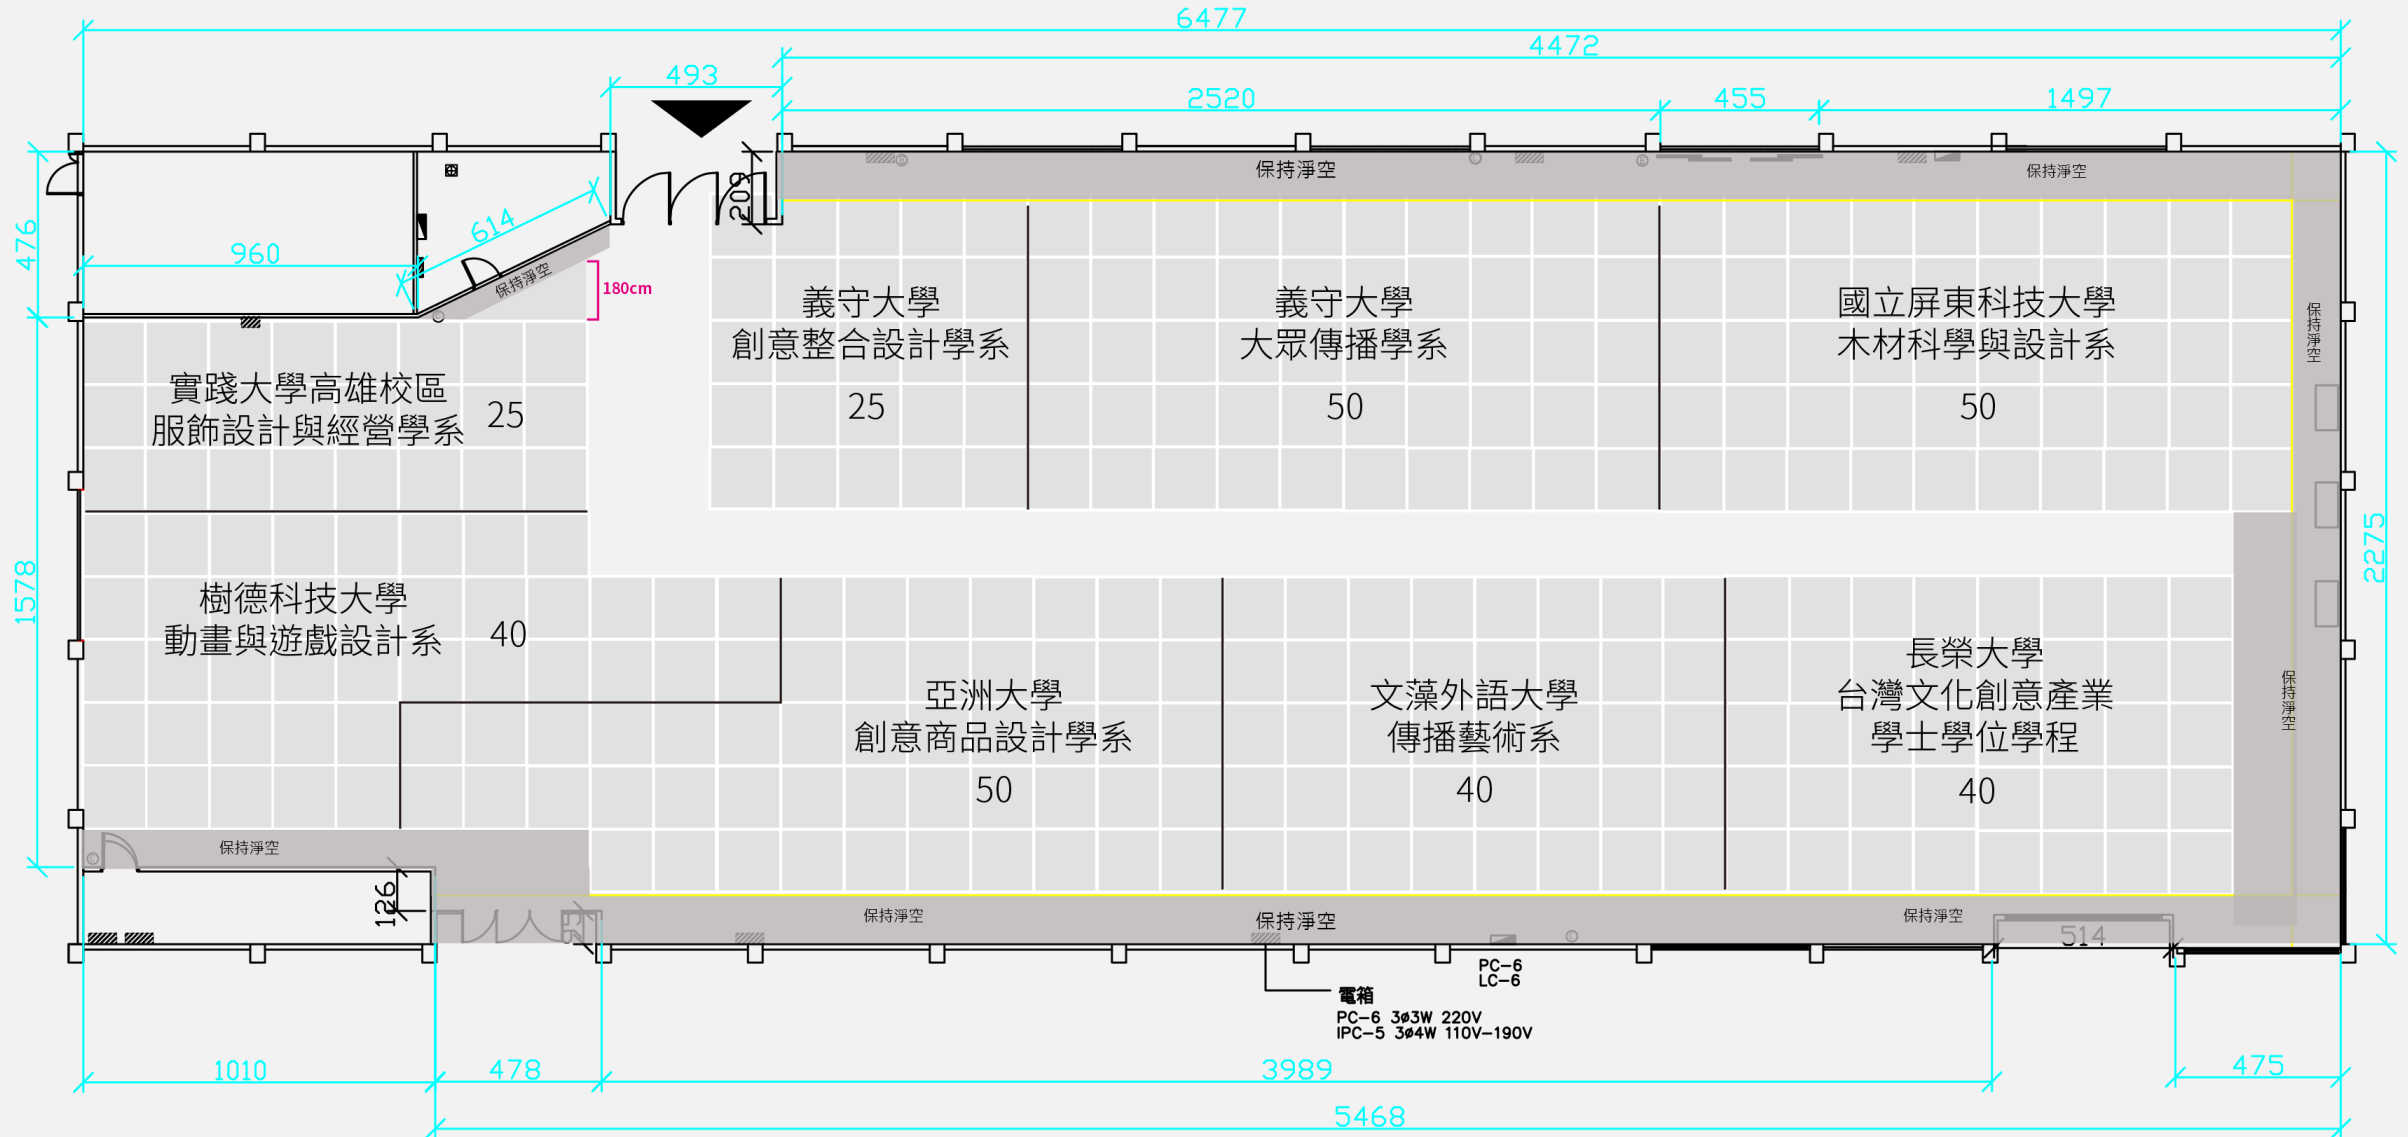 6477
4472
493
2520
455
1497
保持淨空
保持淨空
209
614
476
960
保持淨空
180cm
義守大學
創意整合設計學系
25
義守大學
大眾傳播學系
50
國立屏東科技大學
木材科學與設計系
50
保持淨空
實踐大學高雄校區
服飾設計與經營學系
25
2275
1578
樹德科技大學
動畫與遊戲設計系
40
亞洲大學
創意商品設計學系
50
文藻外語大學
傳播藝術系
40
長榮大學
台灣文化創意產業
學士學位學程
40
保持淨空
保持淨空
126
保持淨空
保持淨空
保持淨空
514
PC-6
LC-6
電箱
PC-6 3ø3W 220V
IPC-5 3ø4W 110V-190V
1010
478
3989
475
5468